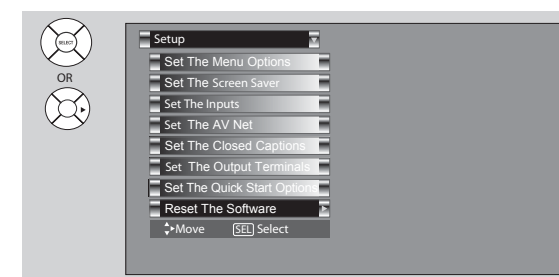 SELECT
OR
Setup
Set The Menu Options
Set The Screen Saver
Set The Inputs
Set The AV Net
Set The Closed Captions
Set The Output Terminals
Set The Quick Start Options
Reset The Software
Move SEL Select